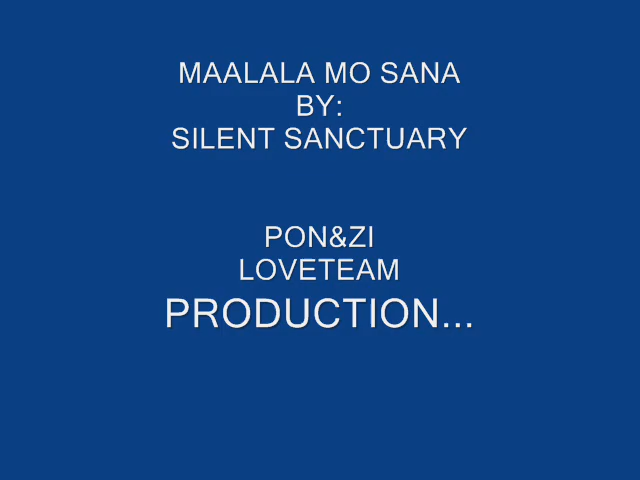 MAALALA MO SANA
BY:
SILENT SANCTUARY
PON&ZI
LOVETEAM
PRODUCTION...